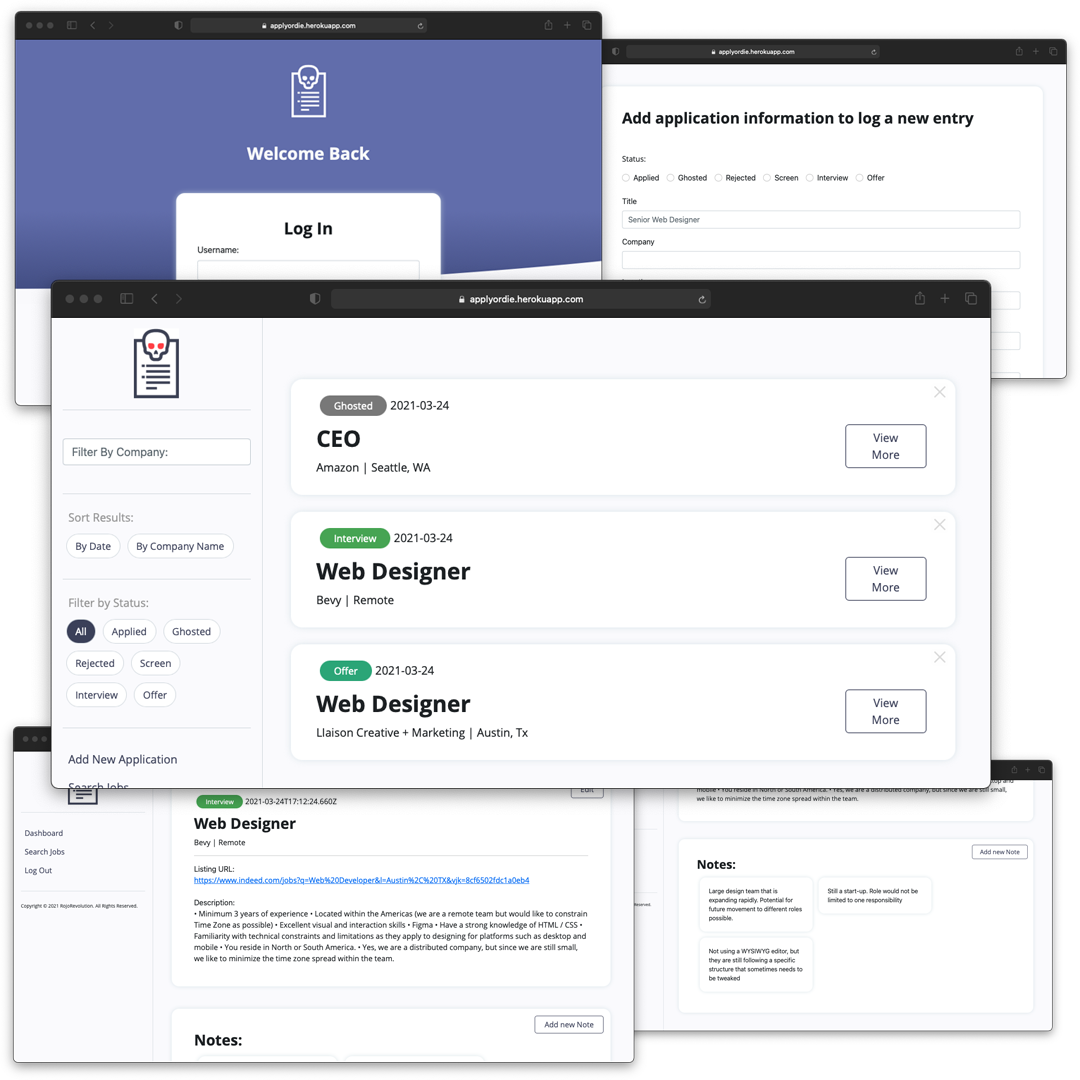 applyordie.herokuapp.com
Welcome Back
Log In
Username:
applyordie.herokuapp.com
Add application information to log a new entry
Status:
Applied Ghosted Rejected Screen Interview Offer
Title
Senior Web Designer
Company
applyordie.herokuapp.com
Filter By Company:
Sort Results:
By Date By Company Name
Filter by Status:
All Applied Ghosted
Rejected Screen
Interview Offer
Add New Application
Search Jobs
Ghosted 2021-03-24
CEO
Amazon | Seattle, WA
View
More
Interview 2021-03-24
Web Designer
Bevy | Remote
View
More
Offer 2021-03-24
Web Designer
Llaison Creative + Marketing | Austin, Tx
View
More
Dashboard
Search Jobs
Log Out
Copyright © 2021 RojoRevolution. All Rights Reserved.
Interview 2021-03-24T17:12:24.660Z
Edit
Web Designer
Bevy | Remote
Listing URL:
https://www.indeed.com/jobs?q=Web%20Developer&l=Austin%2C%20TX&vjk=8cf6502fdc1a0eb4
Description:
• Minimum 3 years of experience • Located within the Americas (we are a remote team but would like to constrain
Time Zone as possible) • Excellent visual and interaction skills • Figma • Have a strong knowledge of HTML / CSS •
Familiarity with technical constraints and limitations as they apply to designing for platforms such as desktop and
mobile • You reside in North or South America. • Yes, we are a distributed company, but since we are still small,
we like to minimize the time zone spread within the team.
Add new Note
Notes:
top and
mobile • You reside in North or South America. • Yes, we are a distributed company, but since we are still small,
we like to minimize the time zone spread within the team.
Reserved.
Add new Note
Notes:
Large design team that is
expanding rapidly. Potential for
future movement to different roles
possible.
Still a start-up. Role would not be
limited to one responsibility
Not using a WYSIWYG editor, but
they are still following a specific
structure that sometimes needs to
be tweaked